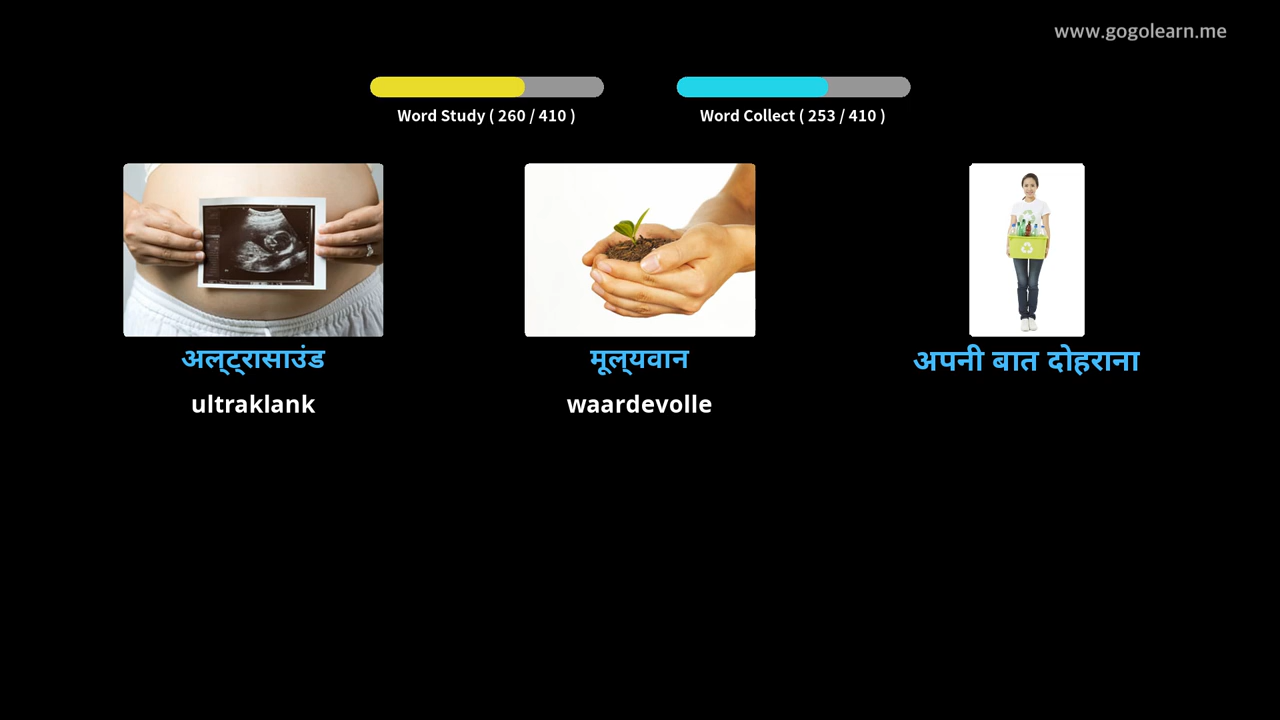 www.gogolearn.me
Word Study ( 260 / 410 )
Word Collect ( 253 / 410 )
अल्ट्रासाउंड
मूल्यवान
अपनी बात दोहराना
ultraklank
waardevolle